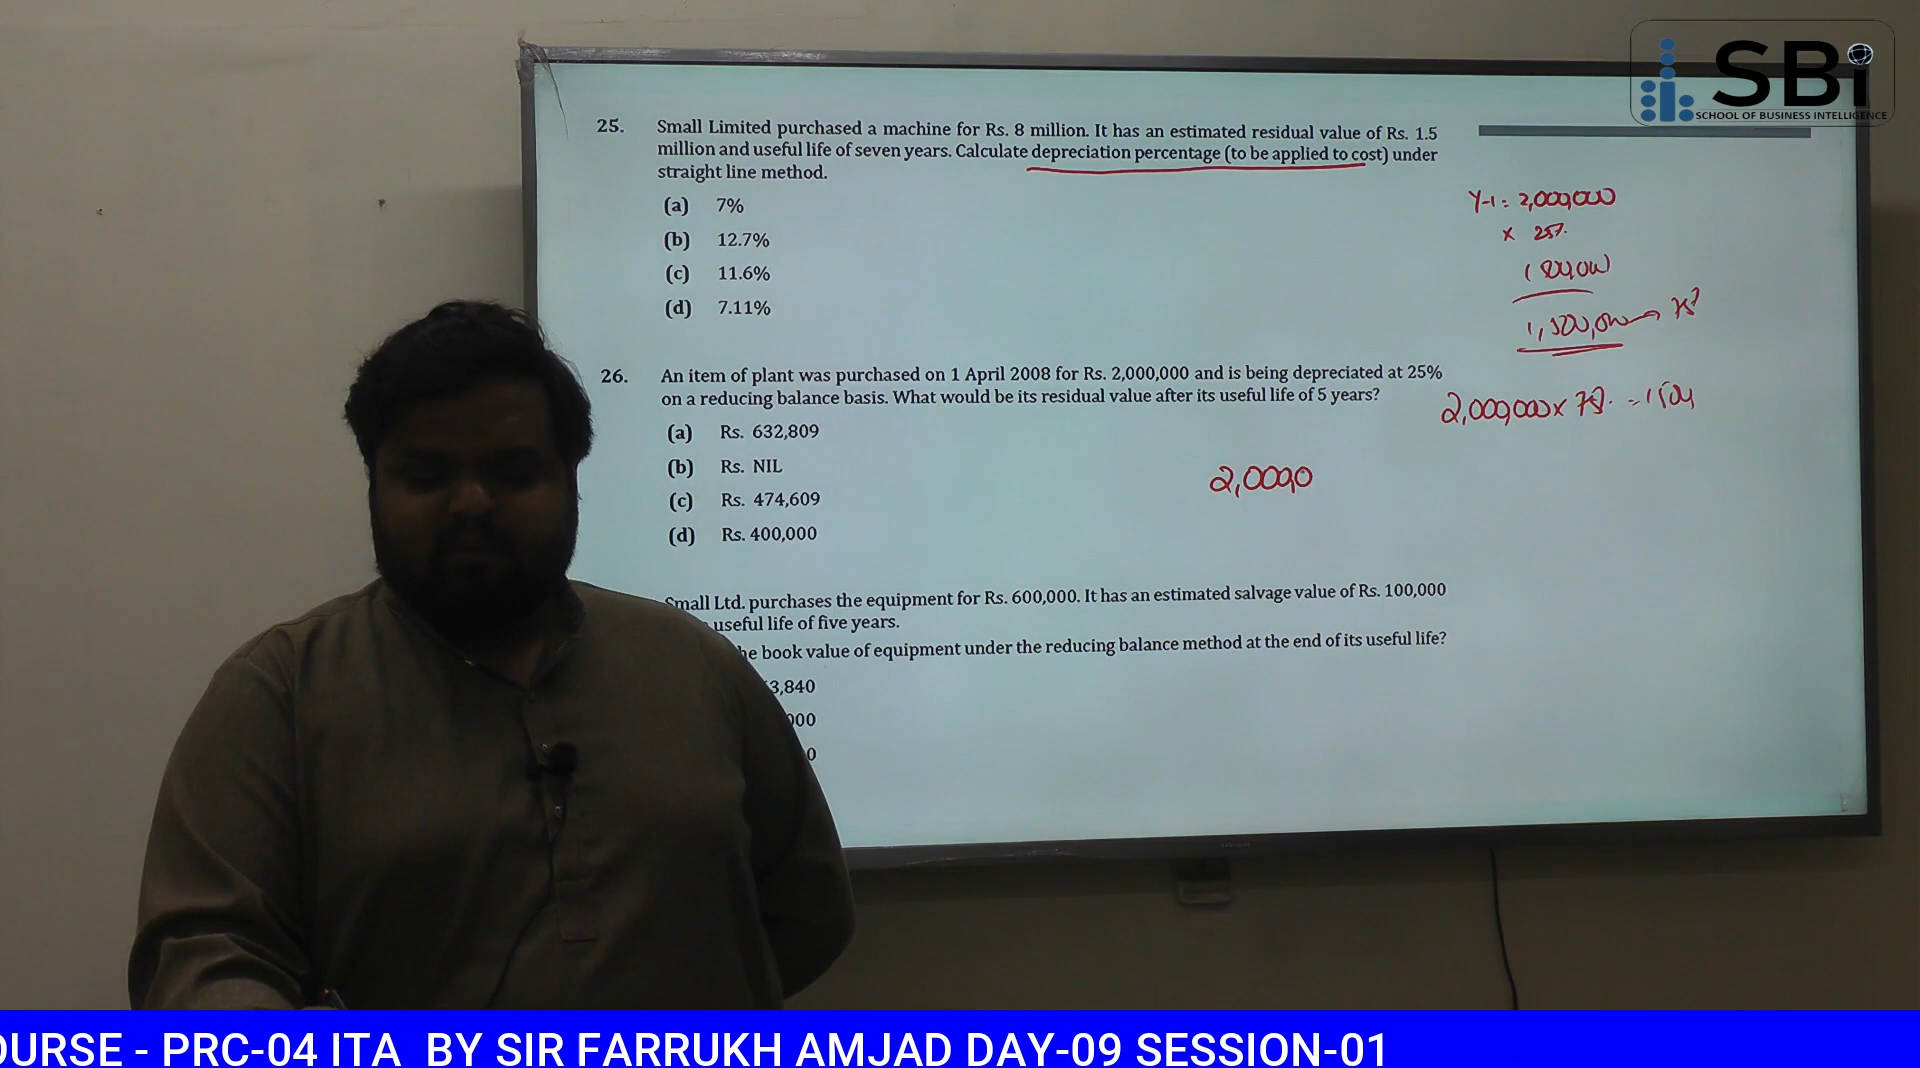 SBi
SCHOOL OF BUSINESS INTELLIGENCE
25. Small Limited purchased a machine for Rs. 8 million. It has an estimated residual value of Rs. 1.5
million and useful life of seven years. Calculate depreciation percentage (to be applied to cost) under
straight line method.
(a) 7%
(b) 12.7%
(c) 11.6%
(d) 7.11%
Y-1 = 2,000,000
x 25%
26. An item of plant was purchased on 1 April 2008 for Rs. 2,000,000 and is being depreciated at 25%
on a reducing balance basis. What would be its residual value after its useful life of 5 years?
(a) Rs. 632,809
(b) Rs. NIL
(c) Rs. 474,609
(d) Rs. 400,000
2,000,000 x
2,000,0
Small Ltd. purchases the equipment for Rs. 600,000. It has an estimated salvage value of Rs. 100,000
useful life of five years.
he book value of equipment under the reducing balance method at the end of its useful life?
3,840
000
0
OURSE - PRC-04 ITA BY SIR FARRUKH AMJAD DAY-09 SESSION-01